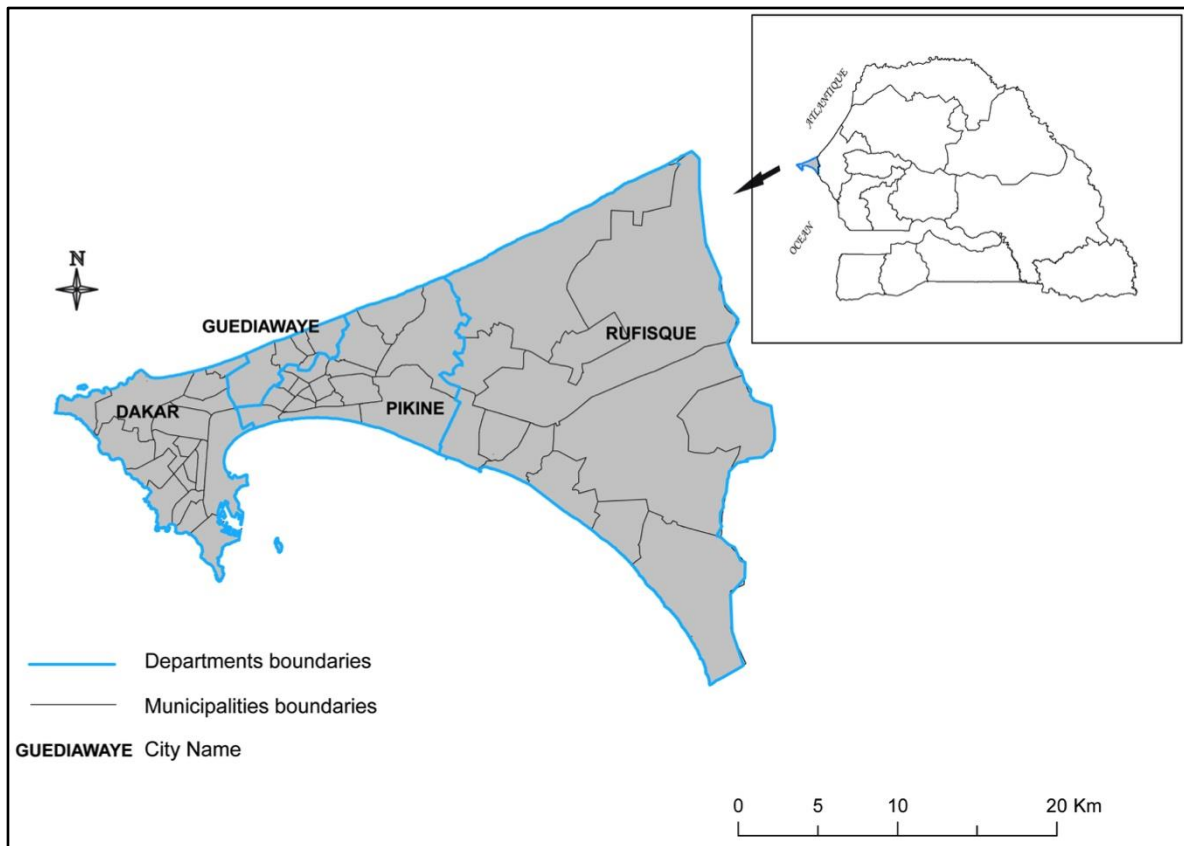 ATLANTIQUE
OCEAN
N
GUEDIAWAYE
RUFISQUE
DAKAR
PIKINE
Departments boundaries
Municipalities boundaries
GUEDIAWAYE City Name
0 5 10 20 Km